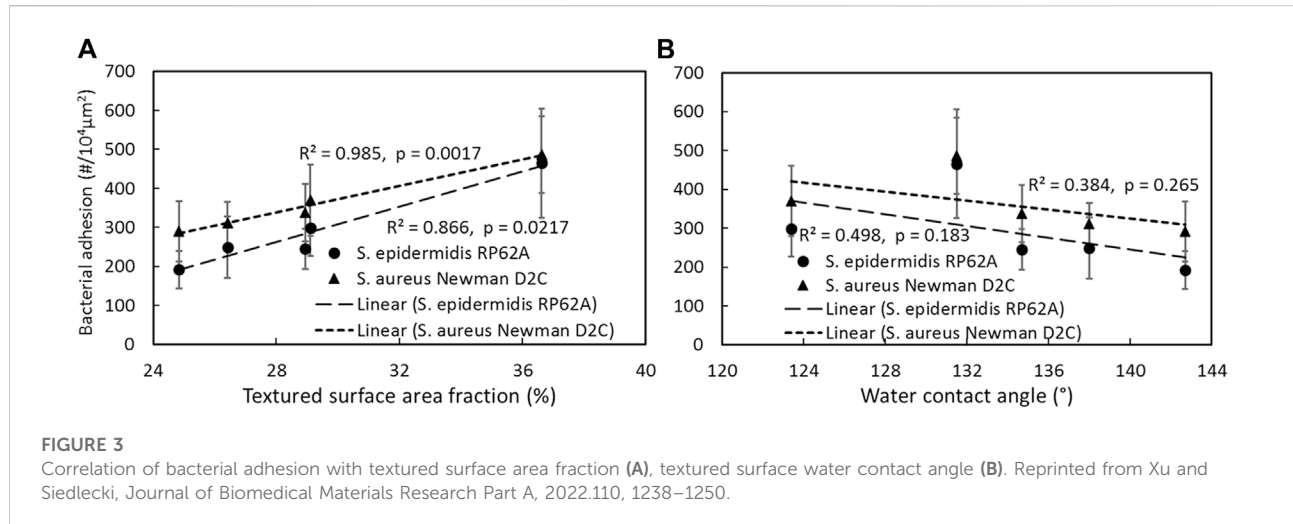 A
B
Bacterial adhesion (#/10⁴µm²)
700
600
500
400
300
200
100
0
R² = 0.985, p = 0.0017
R² = 0.866, p = 0.0217
S. epidermidis RP62A
S. aureus Newman D2C
Linear (S. epidermidis RP62A)
Linear (S. aureus Newman D2C)
24 28 32 36 40
Textured surface area fraction (%)
700
600
500
400
300
200
100
0
R² = 0.384, p = 0.265
R² = 0.498, p = 0.183
S. epidermidis RP62A
S. aureus Newman D2C
Linear (S. epidermidis RP62A)
Linear (S. aureus Newman D2C)
120 124 128 132 136 140 144
Water contact angle (°)
FIGURE 3
Correlation of bacterial adhesion with textured surface area fraction (A), textured surface water contact angle (B). Reprinted from Xu and
Siedlecki, Journal of Biomedical Materials Research Part A, 2022.110, 1238–1250.